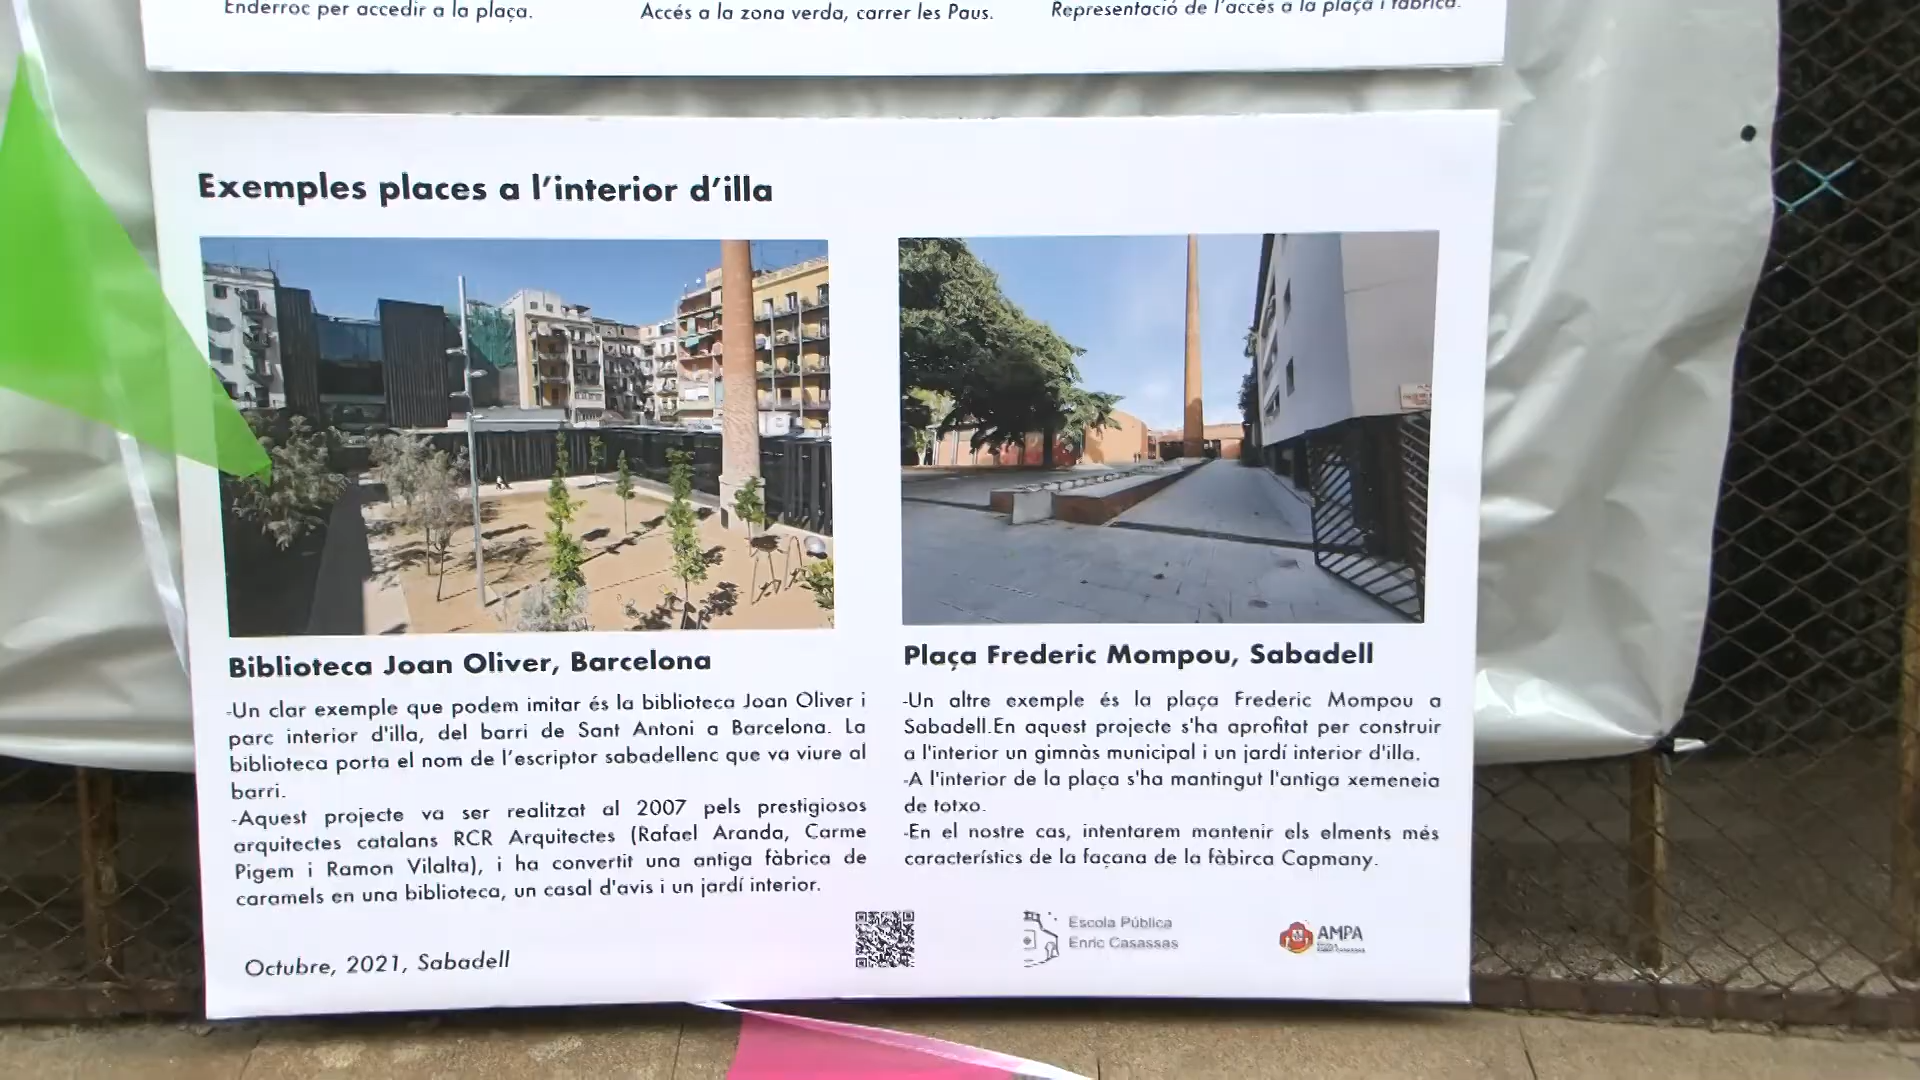 Enderroc per accedir a la plaça.
Accés a la zona verda, carrer les Paus.
Representació de l'accés a la plaça i fàbrica.
Exemples places a l'interior d'illa
Biblioteca Joan Oliver, Barcelona
-Un clar exemple que podem imitar és la biblioteca Joan Oliver i
parc interior d'illa, del barri de Sant Antoni a Barcelona. La
biblioteca porta el nom de l'escriptor sabadellenc que va viure al
barri.
-Aquest projecte va ser realitzat al 2007 pels prestigiosos
arquitectes catalans RCR Arquitectes (Rafael Aranda, Carme
Pigem i Ramon Vilalta), i ha convertit una antiga fàbrica de
caramels en una biblioteca, un casal d'avis i un jardí interior.
Plaça Frederic Mompou, Sabadell
-Un altre exemple és la plaça Frederic Mompou a
Sabadell.En aquest projecte s'ha aprofitat per construir
a l'interior un gimnàs municipal i un jardí interior d'illa.
-A l'interior de la plaça s'ha mantingut l'antiga xemeneia
de totxo.
-En el nostre cas, intentarem mantenir els elments més
característics de la façana de la fàbirca Capmany.
Octubre, 2021, Sabadell
Escola Pública
Enric Casassas
AMPA